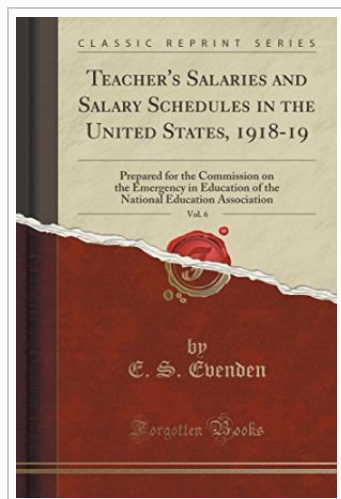 CLASSIC REPRINT SERIES
TEACHER'S SALARIES AND
SALARY SCHEDULES IN THE
UNITED STATES, 1918-19
Prepared for the Commission on
the Emergency in Education of the
National Education Association
Vol. 6
by
E. S. Evenden
Forgotten Books